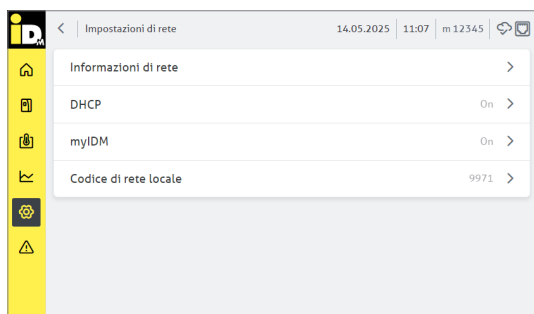 iDM
Impostazioni di rete 14.05.2025 11:07 m 12345
Informazioni di rete
DHCP On
myIDM On
Codice di rete locale 9971